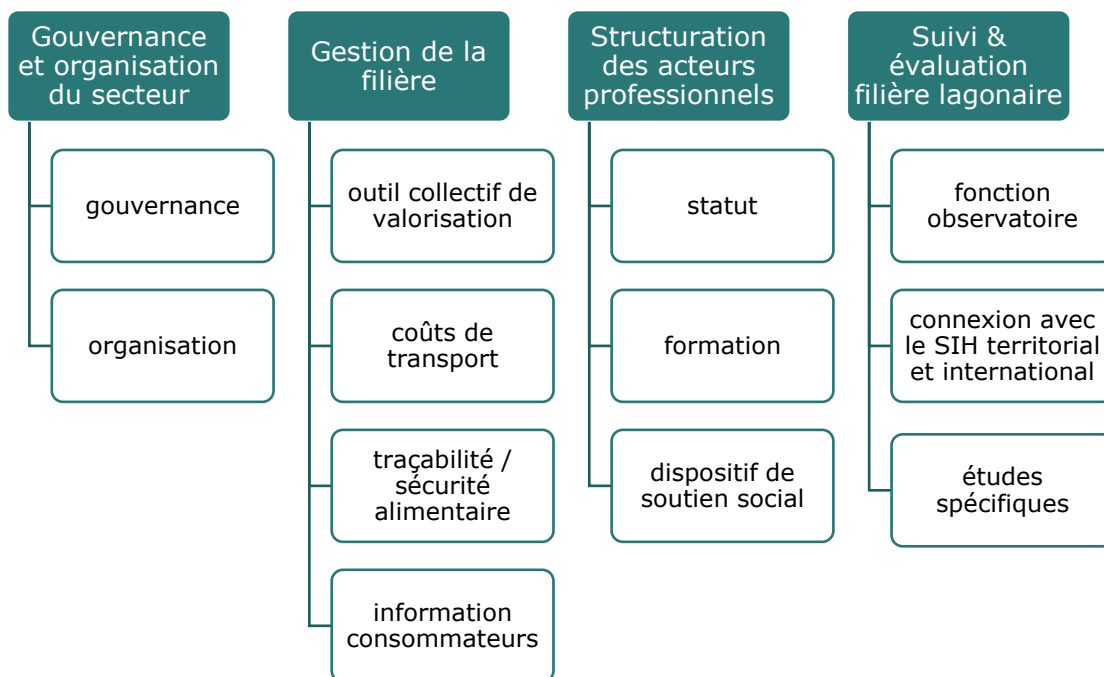 Gouvernance
et organisation
du secteur
gouvernance
organisation
Gestion de la
filière
outil collectif de
valorisation
coûts de
transport
traçabilité /
sécurité
alimentaire
information
consommateurs
Structuration
des acteurs
professionnels
statut
formation
dispositif de
soutien social
Suivi &
évaluation
filière lagonaire
fonction
observatoire
connexion avec
le SIH territorial
et international
études
spécifiques